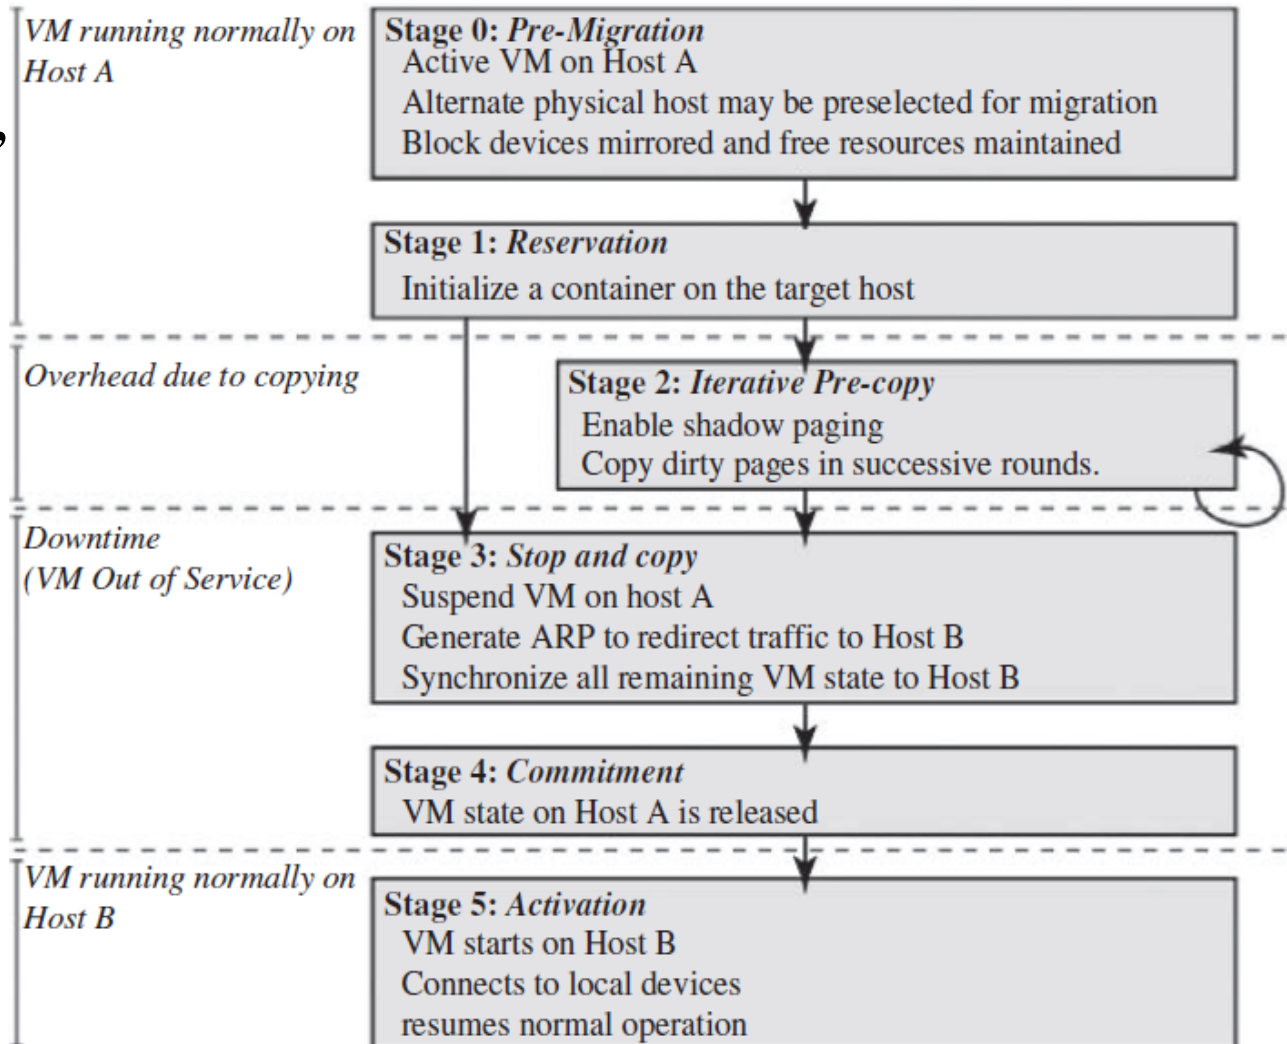 VM running normally on
Host A
,
Stage 0: Pre-Migration
Active VM on Host A
Alternate physical host may be preselected for migration
Block devices mirrored and free resources maintained
Stage 1: Reservation
Initialize a container on the target host
Overhead due to copying
Stage 2: Iterative Pre-copy
Enable shadow paging
Copy dirty pages in successive rounds.
Downtime
(VM Out of Service)
Stage 3: Stop and copy
Suspend VM on host A
Generate ARP to redirect traffic to Host B
Synchronize all remaining VM state to Host B
Stage 4: Commitment
VM state on Host A is released
VM running normally on
Host B
Stage 5: Activation
VM starts on Host B
Connects to local devices
resumes normal operation